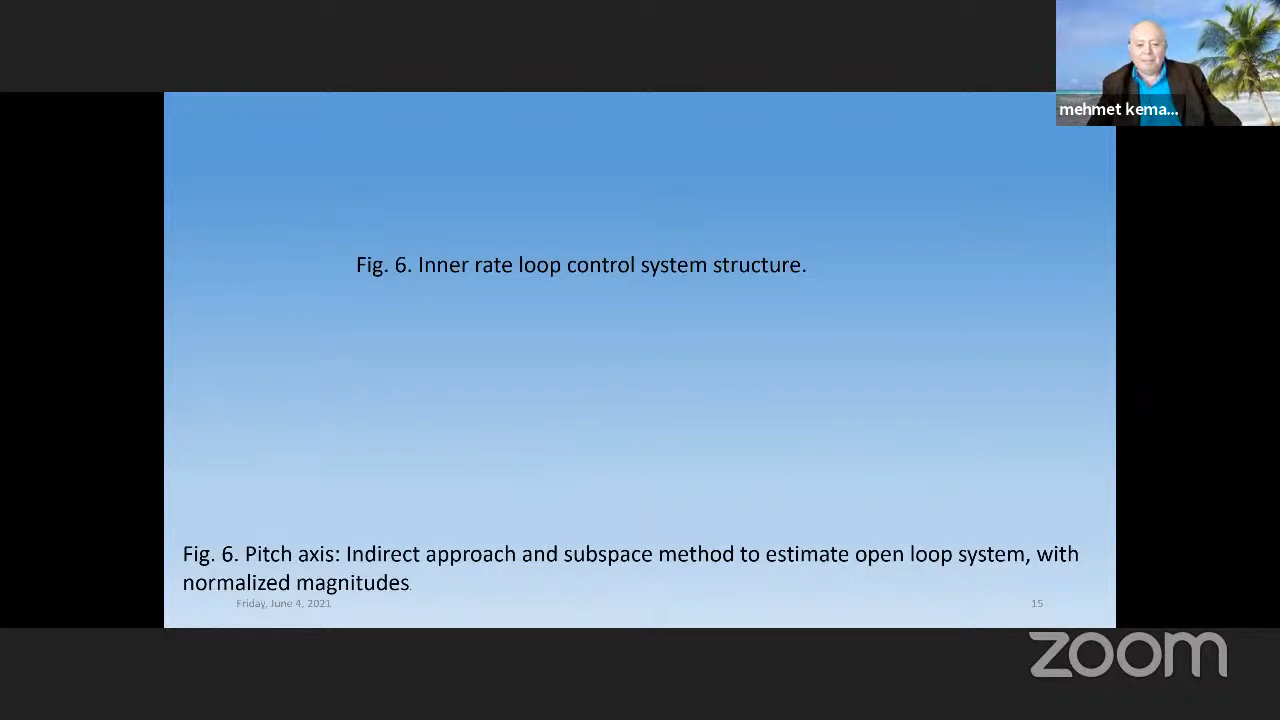 mehmet kema...
Fig. 6. Inner rate loop control system structure.
Fig. 6. Pitch axis: Indirect approach and subspace method to estimate open loop system, with
normalized magnitudes.
Friday, June 4, 2021
15
zoom